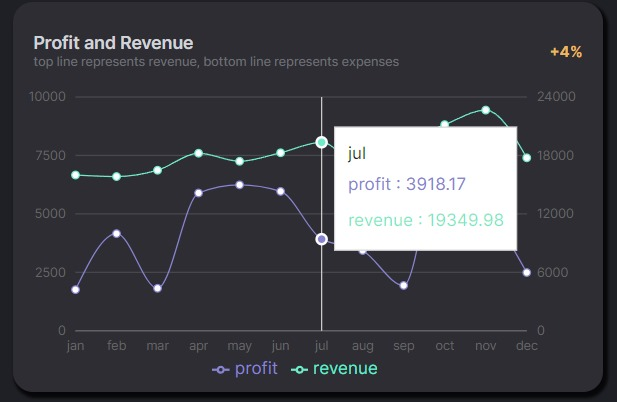 Profit and Revenue
top line represents revenue, bottom line represents expenses
+4%
10000
7500
5000
2500
0
24000
18000
12000
6000
0
jul
profit : 3918.17
revenue : 19349.98
jan feb mar apr may jun jul aug sep oct nov dec
profit revenue